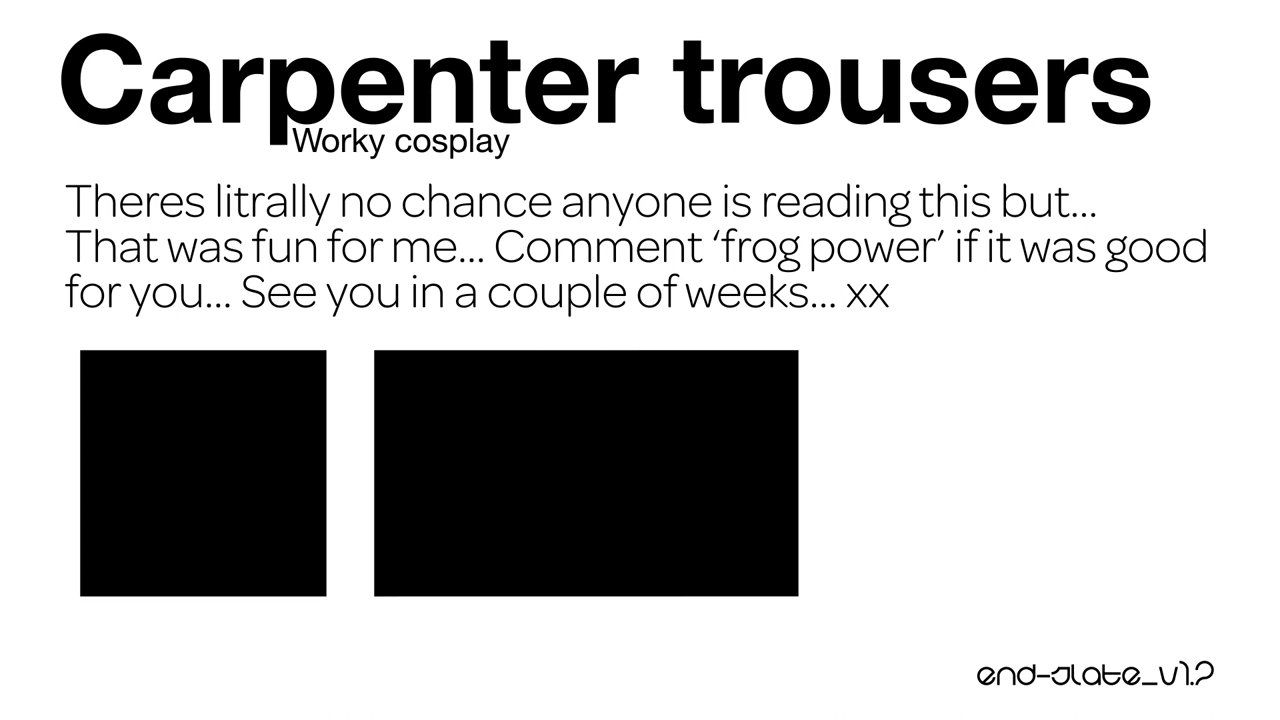 Carpenter trousers
Worky cosplay
Theres litrally no chance anyone is reading this but...
That was fun for me... Comment ‘frog power’ if it was good
for you... See you in a couple of weeks... xx
end-slate_v1.2